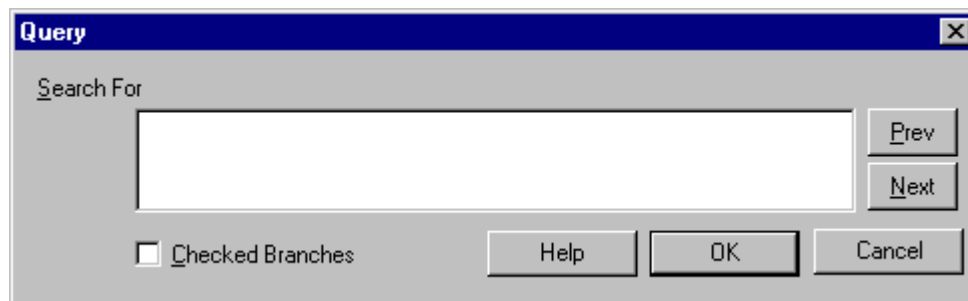 Query
Search For
Prev
Next
Checked Branches
Help
OK
Cancel